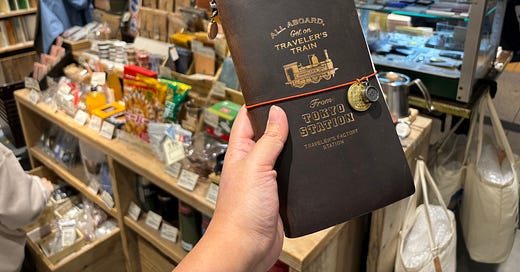 ALL ABOARD,
Get on
TRAVELER'S
TRAIN
From
TOKYO
STATION
TRAVELER'S FACTORY
STATION